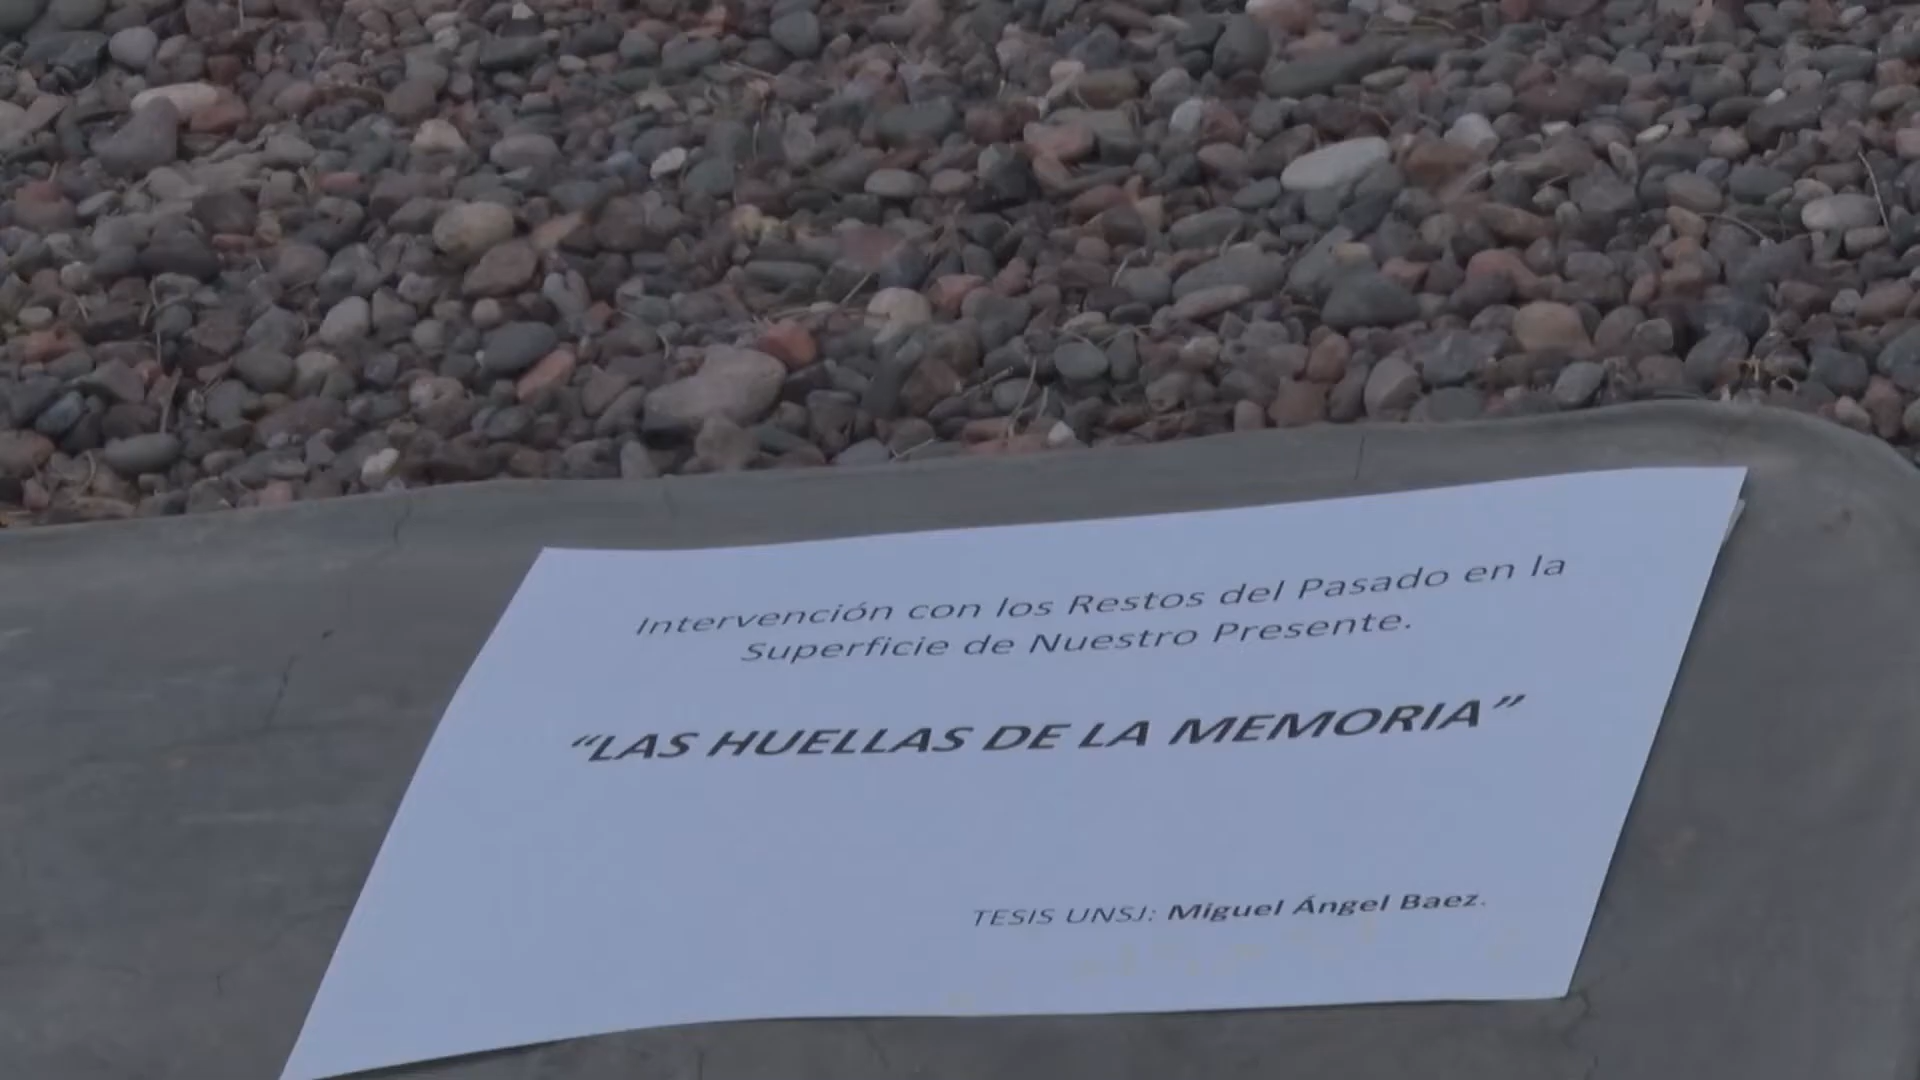 Intervención con los Restos del Pasado en la
Superficie de Nuestro Presente.
“LAS HUELLAS DE LA MEMORIA”
TESIS UNSJ: Miguel Ángel Baez.